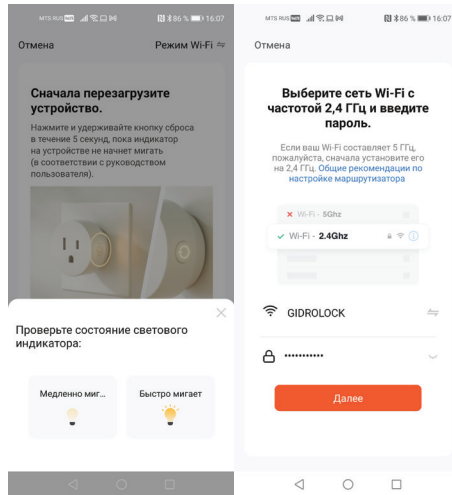 MTS RUS 86 % 16:07
Отмена Режим Wi-Fi
Сначала перезагрузите
устройство.
Нажмите и удерживайте кнопку сброса
в течение 5 секунд, пока индикатор
на устройстве не начнет мигать
(в соответствии с руководством
пользователя).
Проверьте состояние светового
индикатора:
Медленно миг... Быстро мигает
MTS RUS 86 % 16:07
Отмена
Выберите сеть Wi-Fi с
частотой 2,4 ГГц и введите
пароль.
Если ваш Wi-Fi составляет 5 ГГц,
пожалуйста, сначала установите его
на 2,4 ГГц. Общие рекомендации по
настройке маршрутизатора
Wi-Fi - 5Ghz
Wi-Fi - 2.4Ghz
GIDROLOCK
•••••••••••
Далее